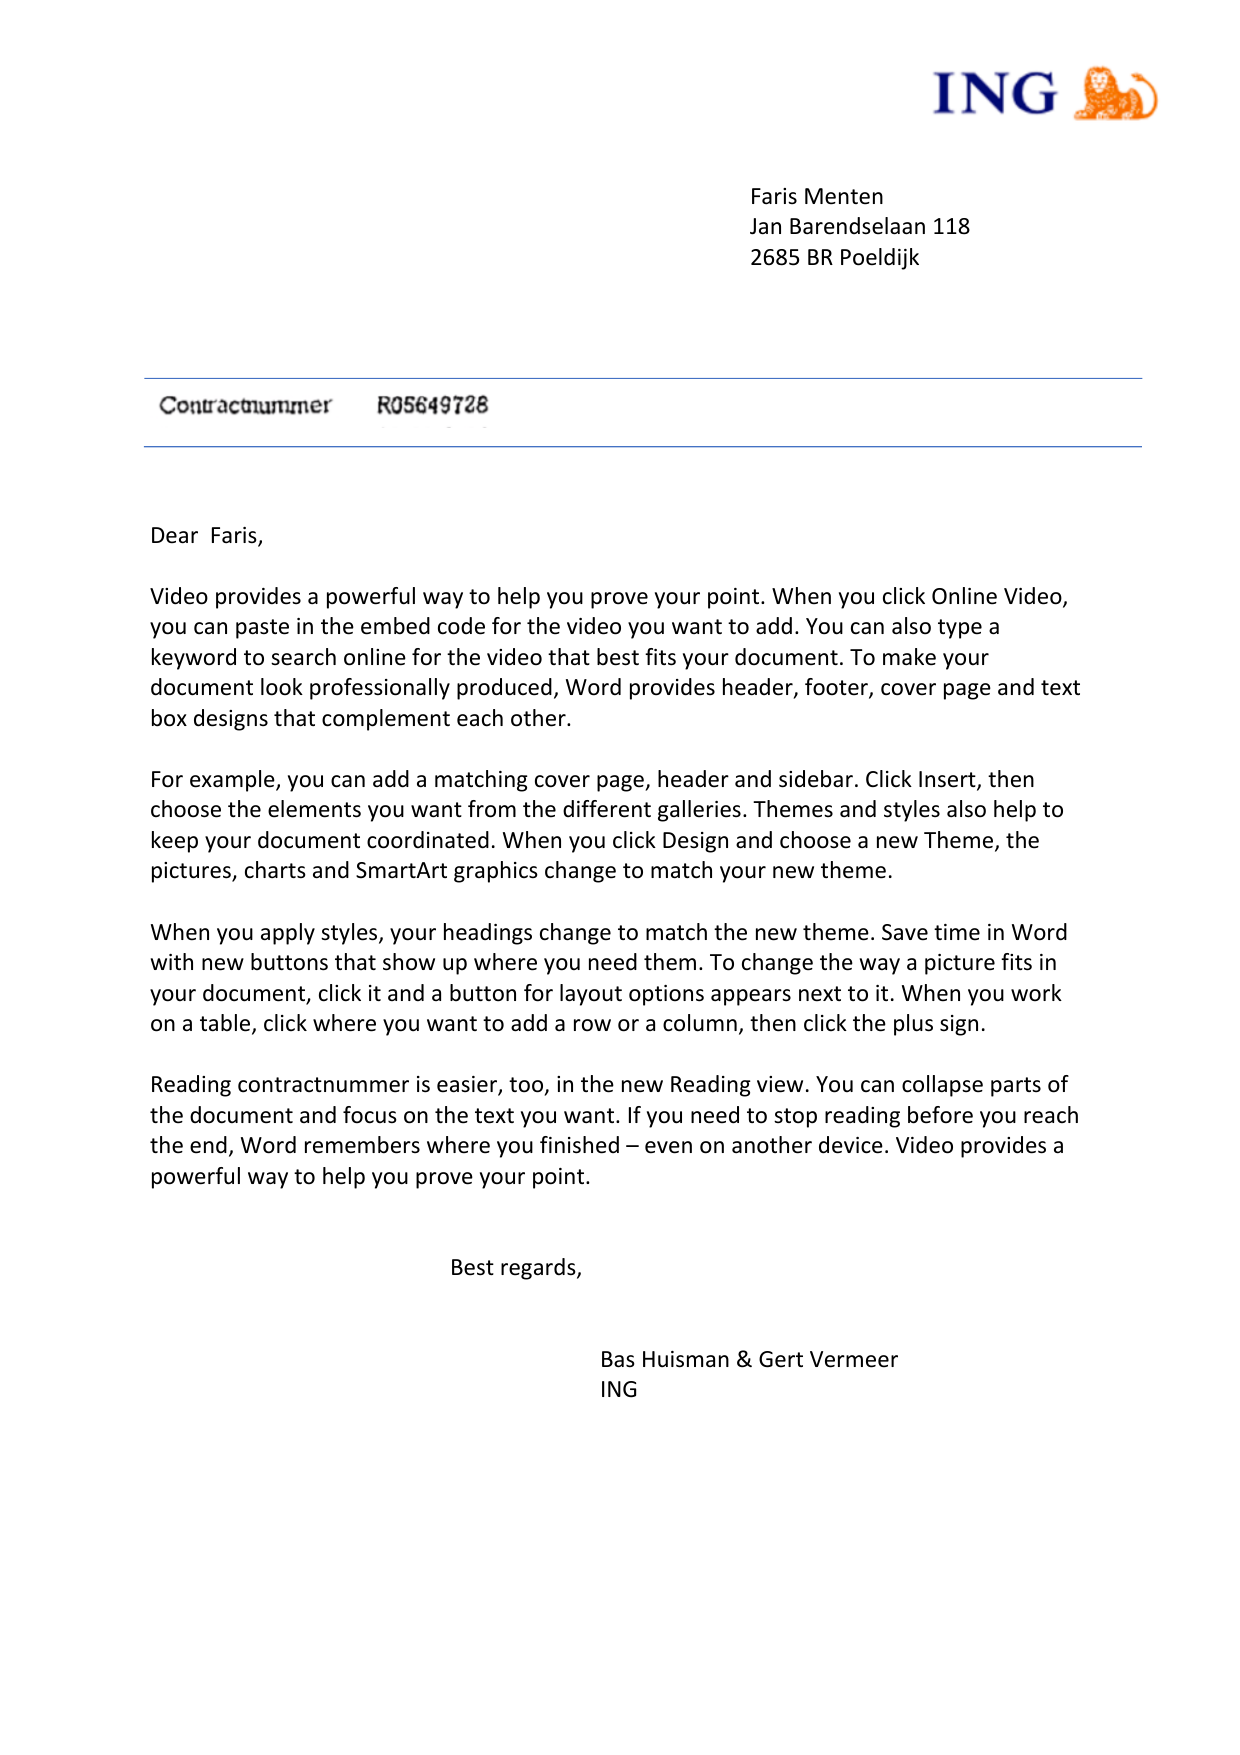 ING
Faris Menten
Jan Barendselaan 118
2685 BR Poeldijk
Contractnummer R05649728
Dear  Faris,
Video provides a powerful way to help you prove your point. When you click Online Video,
you can paste in the embed code for the video you want to add. You can also type a
keyword to search online for the video that best fits your document. To make your
document look professionally produced, Word provides header, footer, cover page and text
box designs that complement each other.
For example, you can add a matching cover page, header and sidebar. Click Insert, then
choose the elements you want from the different galleries. Themes and styles also help to
keep your document coordinated. When you click Design and choose a new Theme, the
pictures, charts and SmartArt graphics change to match your new theme.
When you apply styles, your headings change to match the new theme. Save time in Word
with new buttons that show up where you need them. To change the way a picture fits in
your document, click it and a button for layout options appears next to it. When you work
on a table, click where you want to add a row or a column, then click the plus sign.
Reading contractnummer is easier, too, in the new Reading view. You can collapse parts of
the document and focus on the text you want. If you need to stop reading before you reach
the end, Word remembers where you finished – even on another device. Video provides a
powerful way to help you prove your point.
Best regards,
Bas Huisman & Gert Vermeer
ING